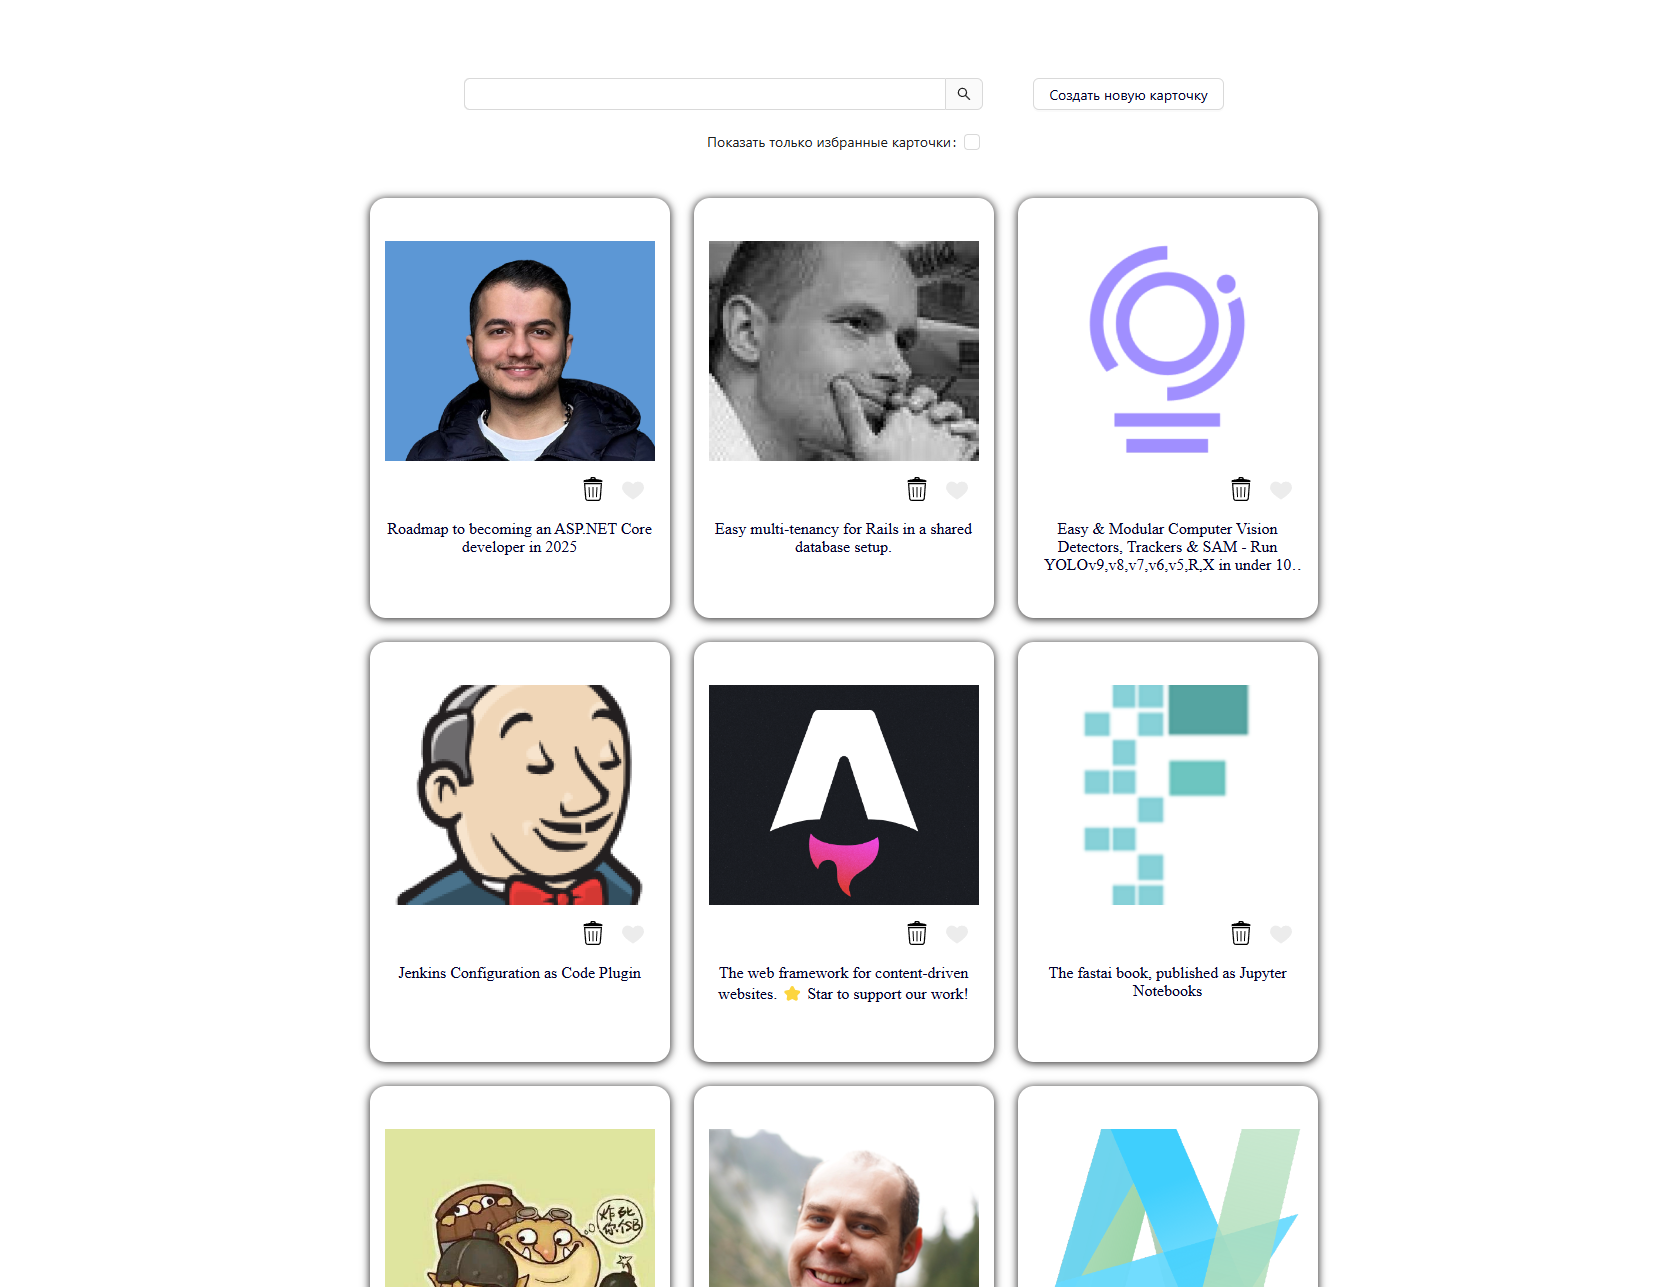 Создать новую карточку
Показать только избранные карточки:
Roadmap to becoming an ASP.NET Core
developer in 2025
Easy multi-tenancy for Rails in a shared
database setup.
Easy & Modular Computer Vision
Detectors, Trackers & SAM - Run
YOLOv9,v8,v7,v6,v5,R,X in under 10..
Jenkins Configuration as Code Plugin
The web framework for content-driven
websites. ⭐ Star to support our work!
The fastai book, published as Jupyter
Notebooks